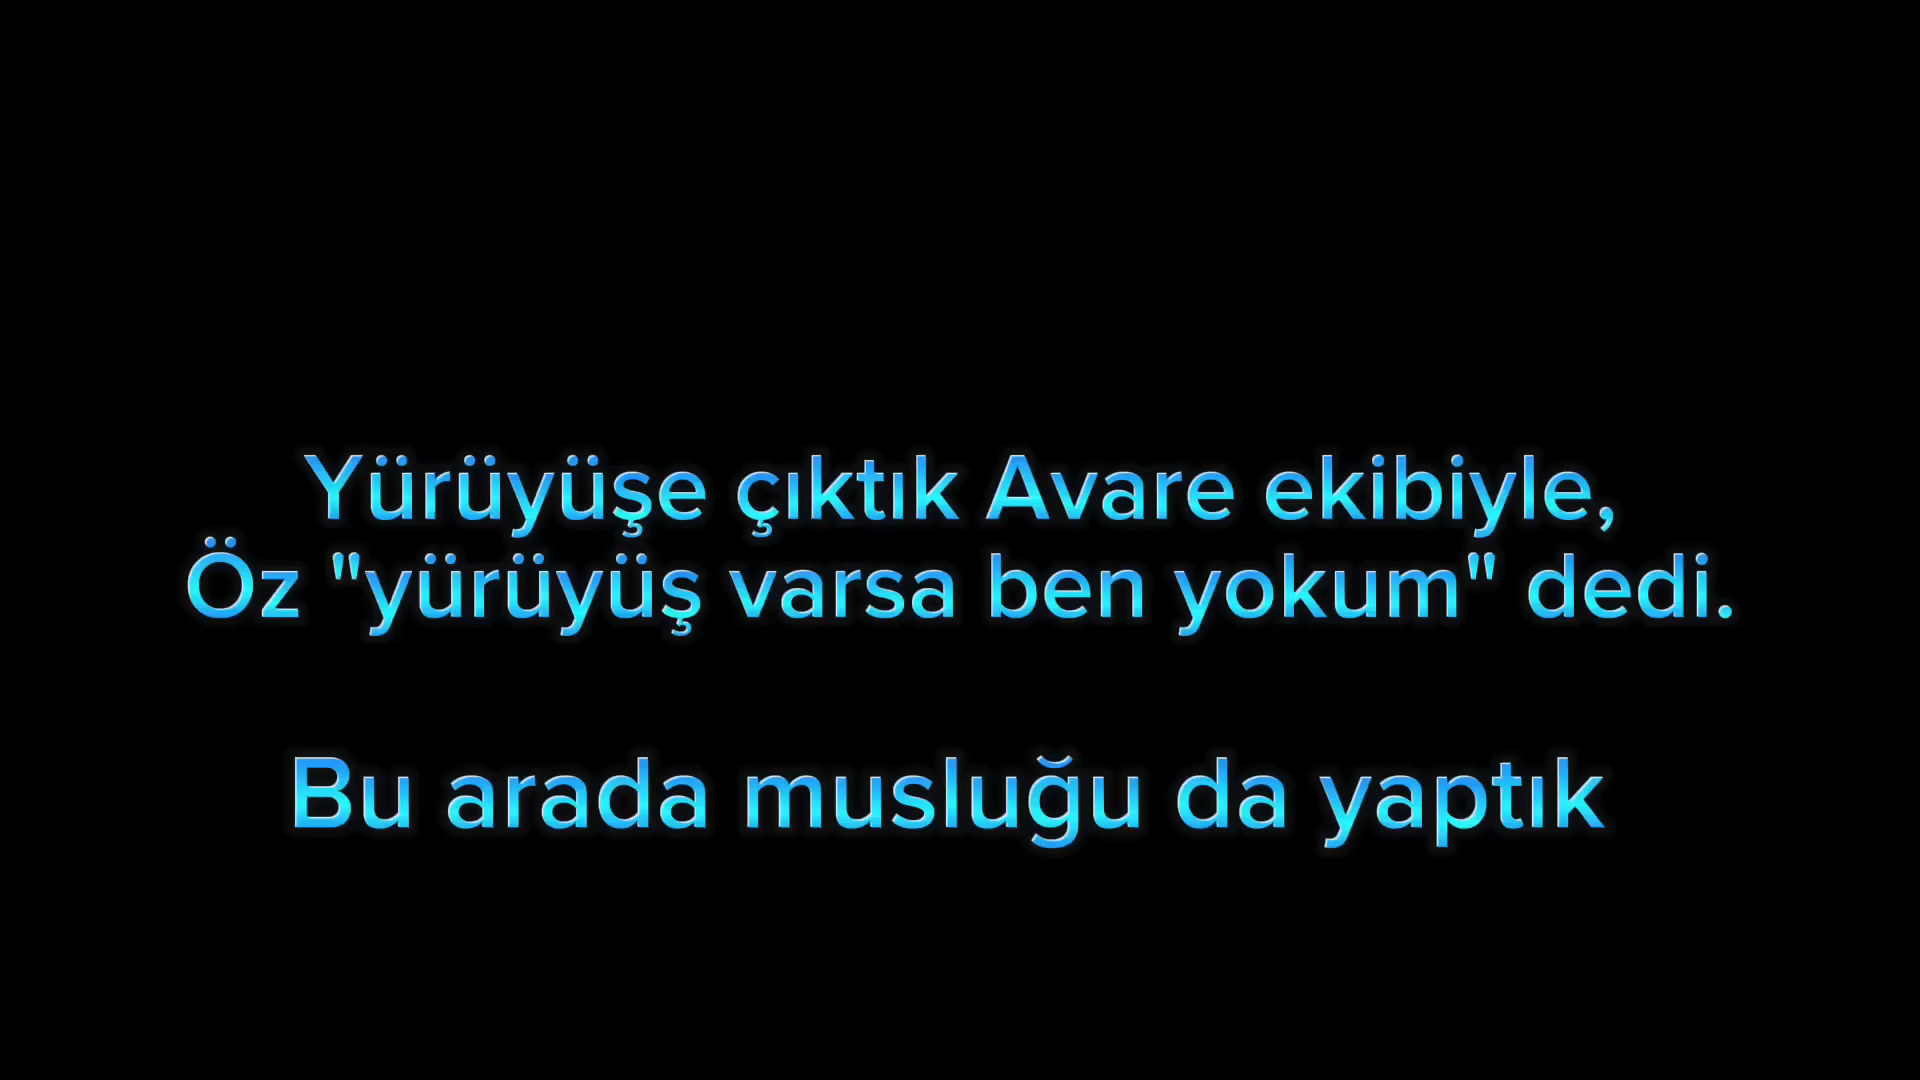 Yürüyüşe çıktık Avare ekibiyle,
Öz "yürüyüş varsa ben yokum" dedi.
Bu arada musluğu da yaptık